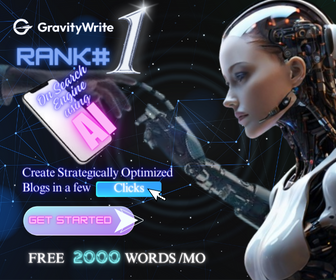 GravityWrite
RANK# 1
On Search
Engine
using
AI
Create Strategically Optimized
Blogs in a few Clicks
GET STARTED
FREE 2000 WORDS /MO